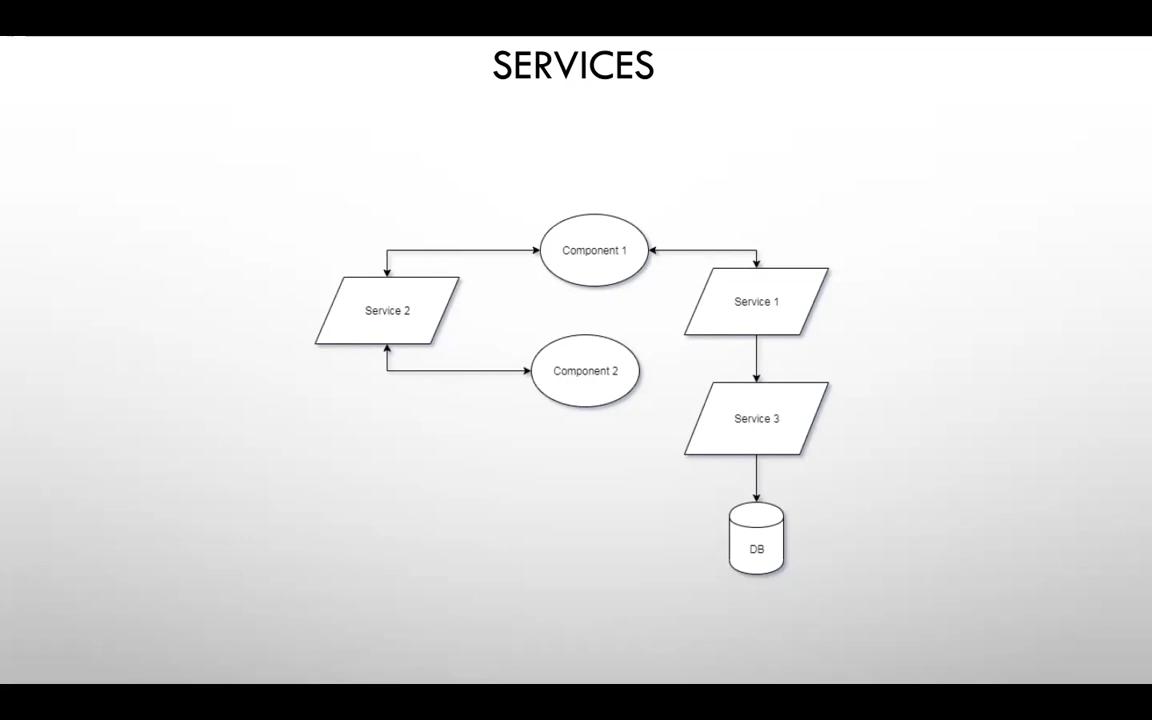 SERVICES
Component 1
Service 2
Service 1
Component 2
Service 3
DB